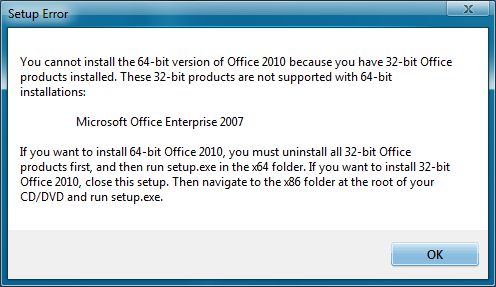 Setup Error
You cannot install the 64-bit version of Office 2010 because you have 32-bit Office
products installed. These 32-bit products are not supported with 64-bit
installations:
Microsoft Office Enterprise 2007
If you want to install 64-bit Office 2010, you must uninstall all 32-bit Office
products first, and then run setup.exe in the x64 folder. If you want to install 32-bit
Office 2010, close this setup. Then navigate to the x86 folder at the root of your
CD/DVD and run setup.exe.
OK